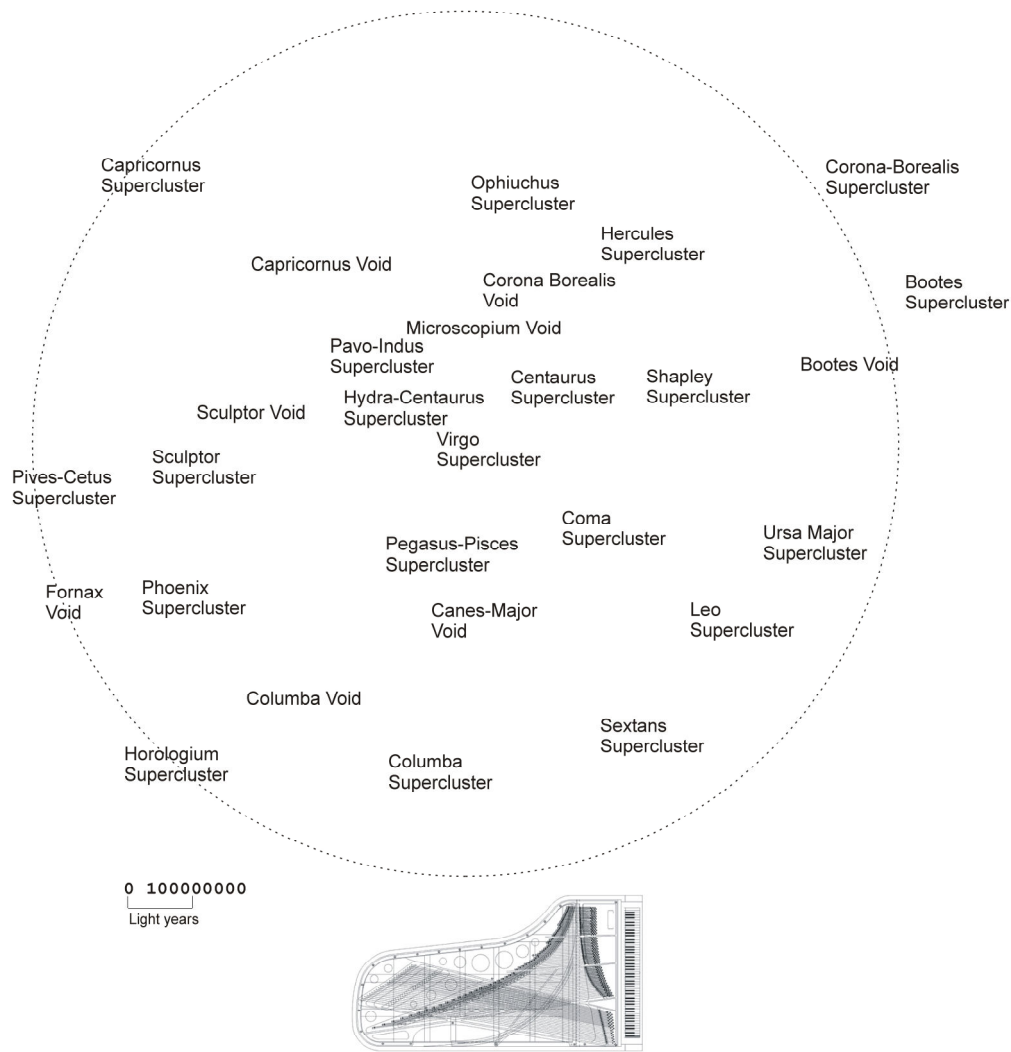 Capricornus
Supercluster
Corona-Borealis
Supercluster
Ophiuchus
Supercluster
Hercules
Supercluster
Capricornus Void
Corona Borealis
Void
Bootes
Supercluster
Microscopium Void
Pavo-Indus
Supercluster
Bootes Void
Centaurus
Supercluster
Shapley
Supercluster
Hydra-Centaurus
Supercluster
Sculptor Void
Virgo
Supercluster
Sculptor
Supercluster
Pives-Cetus
Supercluster
Coma
Supercluster
Ursa Major
Supercluster
Pegasus-Pisces
Supercluster
Fornax
Void
Phoenix
Supercluster
Canes-Major
Void
Leo
Supercluster
Columba Void
Sextans
Supercluster
Horologium
Supercluster
Columba
Supercluster
0 100000000
Light years